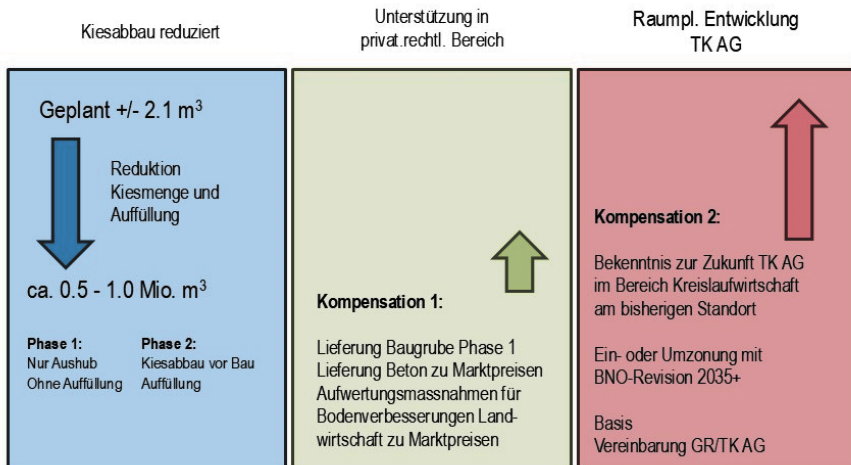 Kiesabbau reduziert
Unterstützung in
privat.rechtl. Bereich
Raumpl. Entwicklung
TK AG
Geplant +/- 2.1 m³
Reduktion
Kiesmenge und
Auffüllung
ca. 0.5 - 1.0 Mio. m³
Phase 1:
Nur Aushub
Ohne Auffüllung
Phase 2:
Kiesabbau vor Bau
Auffüllung
Kompensation 1:
Lieferung Baugrube Phase 1
Lieferung Beton zu Marktpreisen
Aufwertungsmassnahmen für
Bodenverbesserungen Land-
wirtschaft zu Marktpreisen
Kompensation 2:
Bekenntnis zur Zukunft TK AG
im Bereich Kreislaufwirtschaft
am bisherigen Standort
Ein- oder Umzonung mit
BNO-Revision 2035+
Basis
Vereinbarung GR/TK AG